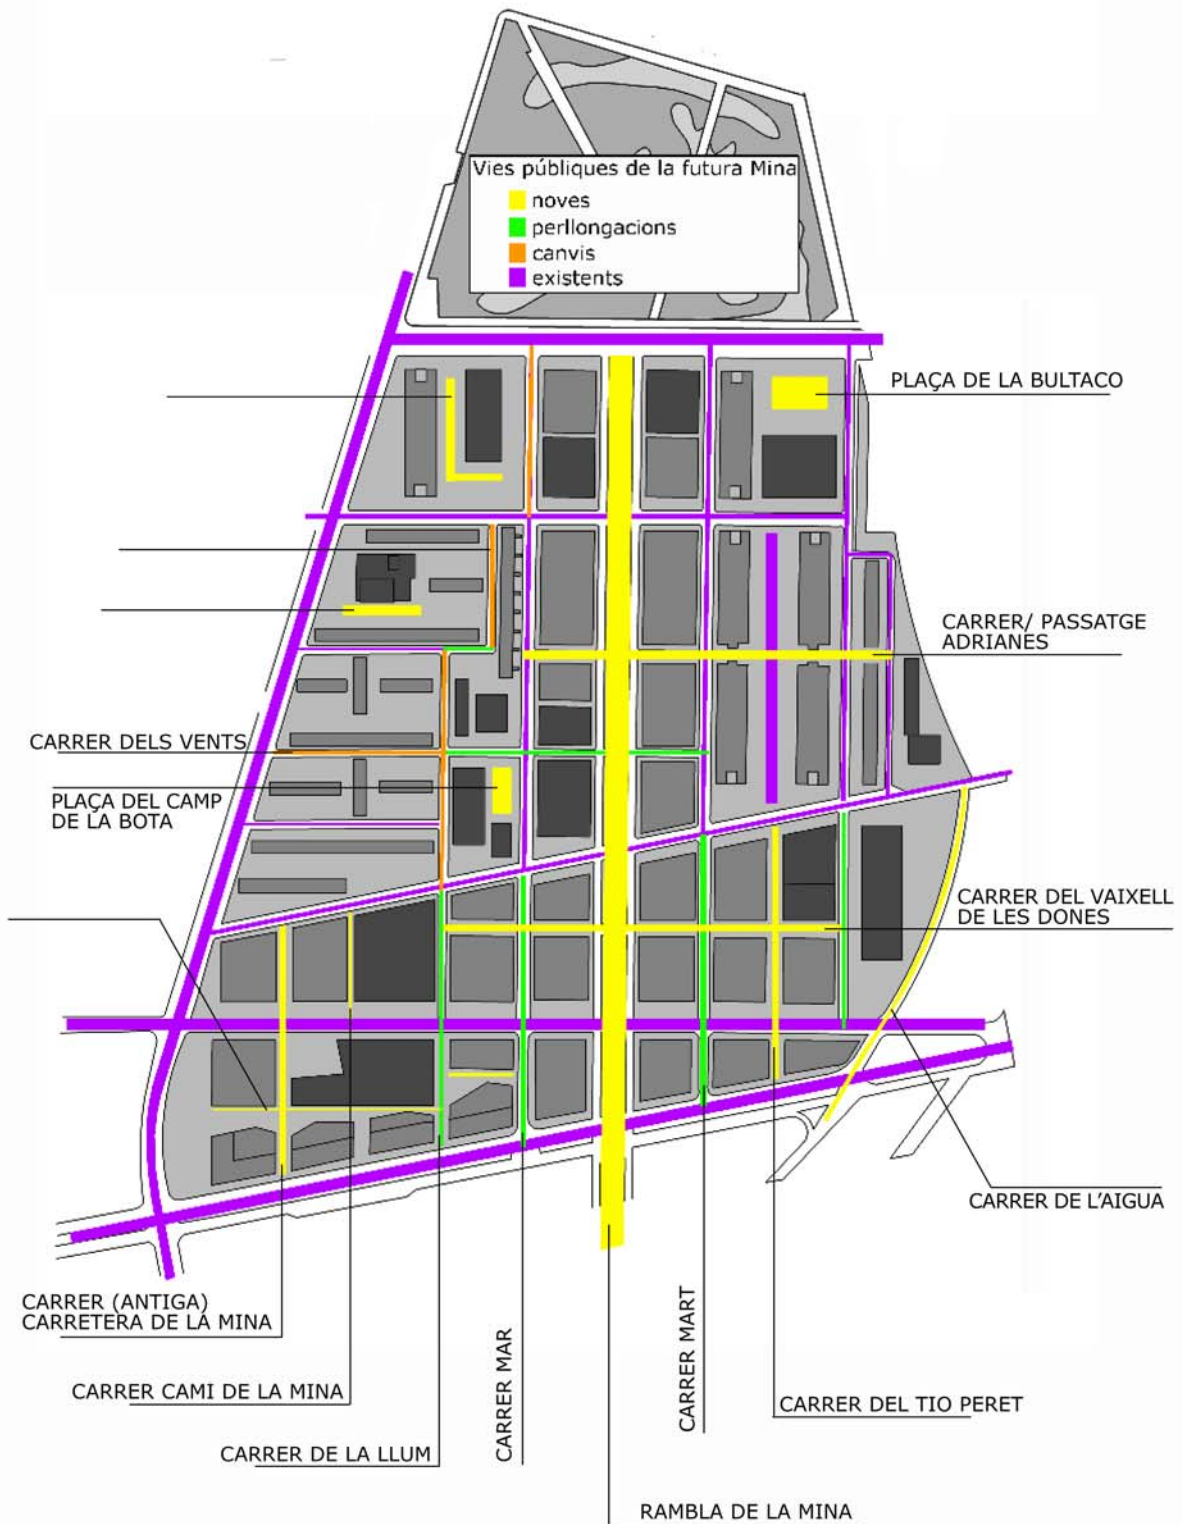 Vies públiques de la futura Mina
noves
perllongacions
canvis
existents
PLAÇA DE LA BULTACO
CARRER/ PASSATGE
ADRIANES
CARRER DELS VENTS
PLAÇA DEL CAMP
DE LA BOTA
CARRER DEL VAIXELL
DE LES DONES
CARRER DE L'AIGUA
CARRER (ANTIGA)
CARRETERA DE LA MINA
CARRER CAMI DE LA MINA
CARRER DE LA LLUM
CARRER MAR
CARRER MART
CARRER DEL TIO PERET
RAMBLA DE LA MINA